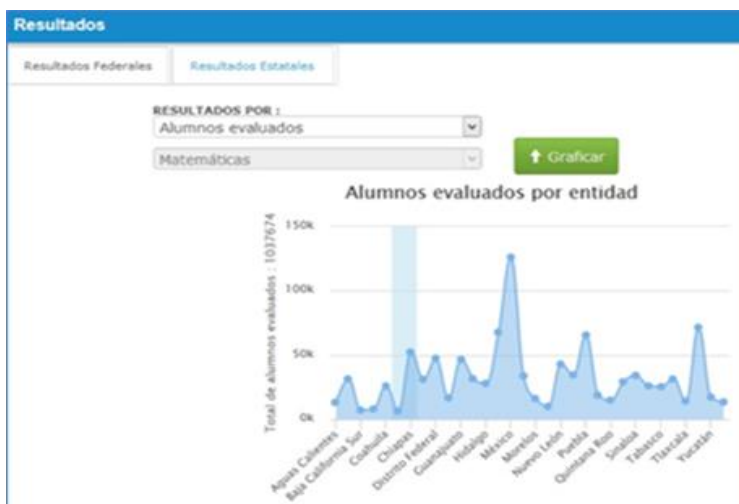 Resultados
Resultados Federales
Resultados Estatales
RESULTADOS POR :
Alumnos evaluados
Matemáticas
Graficar
Alumnos evaluados por entidad
Total de alumnos evaluados : 1037674
150k
100k
50k
0k
Aguas Calientes
Baja California Sur
Coahuila
Chiapas
Distrito Federal
Guanajuato
Hidalgo
México
Morelos
Nuevo León
Puebla
Quintana Roo
Sinaloa
Tabasco
Tlaxcala
Yucatán